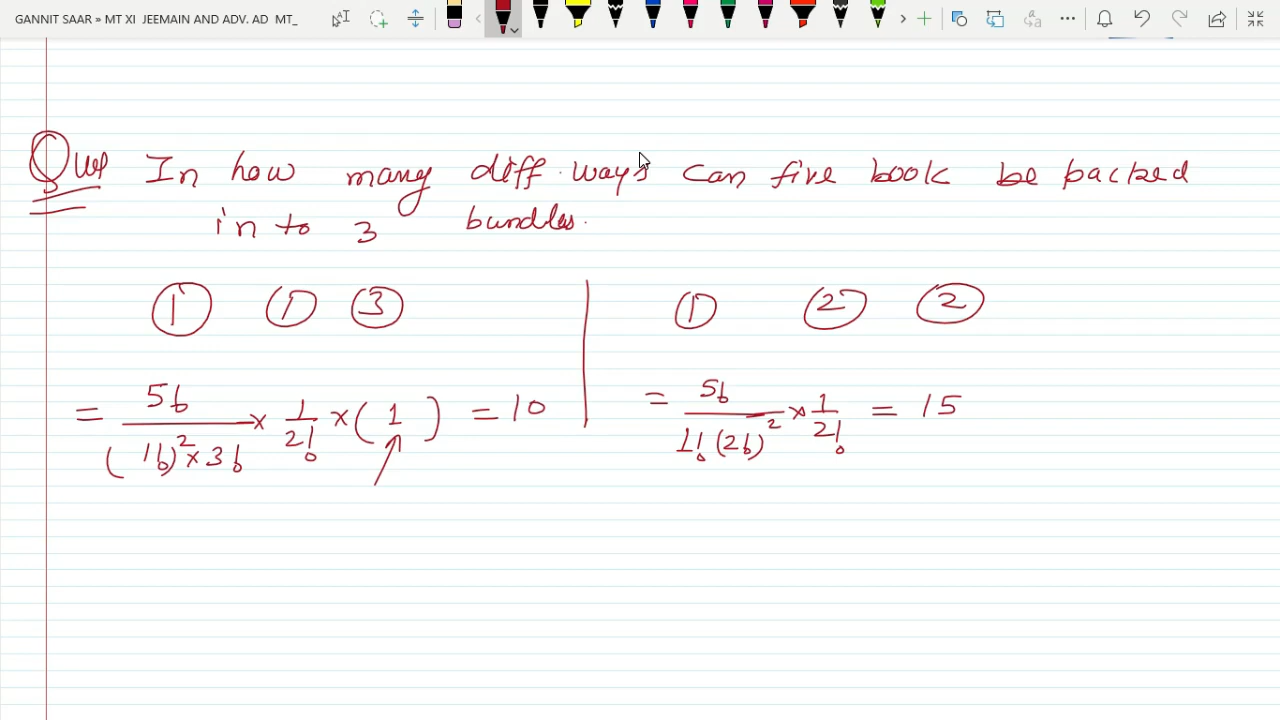 GANNIT SAAR » MT XI JEEMAIN AND ADV. AD MT_
Que In how many diff. ways can five book be packed
in to 3 bundles.
① ① ③
① ② ②
= 5! / (1!)² × 3! × 1/2! × (1) = 10
= 5! / 1! (2!)² × 1/2! = 15